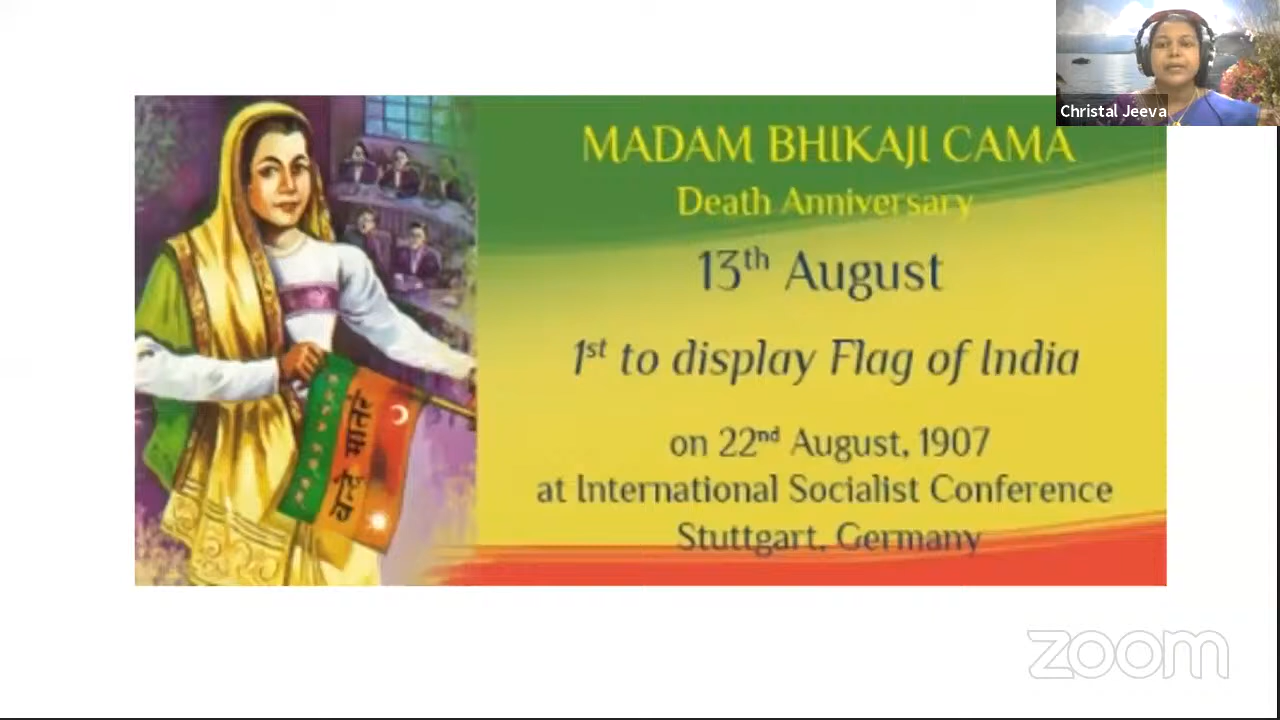 Christal Jeeva
MADAM BHIKAJI CAMA
Death Anniversary
13th August
1st to display Flag of India
वन्दे मातरं
on 22nd August, 1907
at International Socialist Conference
Stuttgart, Germany
zoom